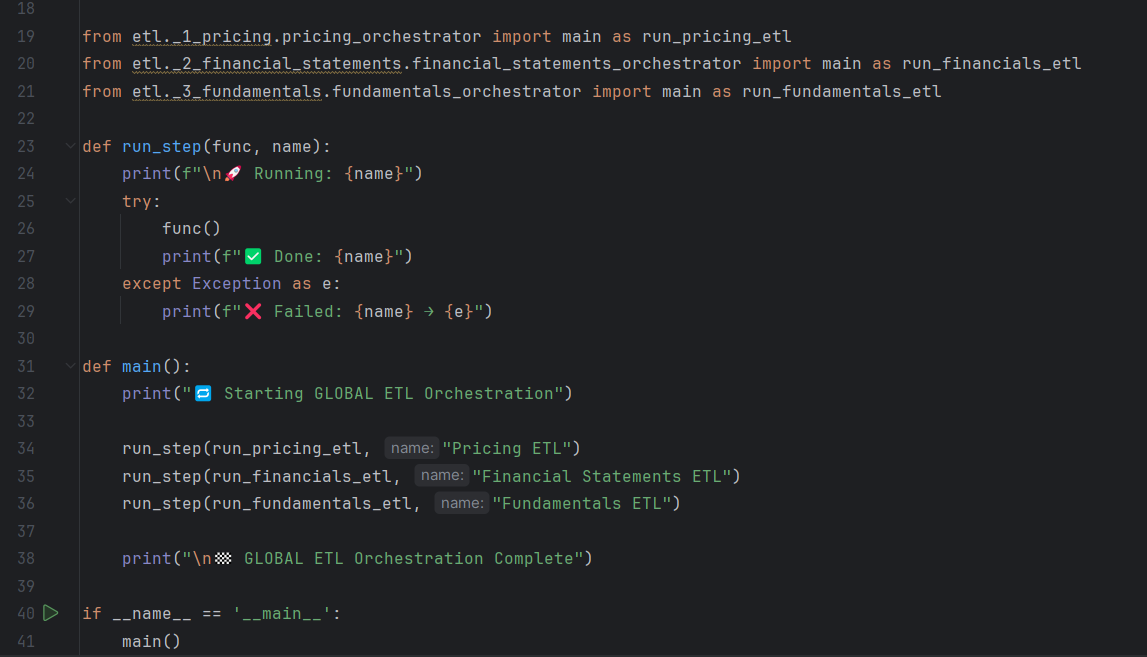 18
19 from etl._1_pricing.pricing_orchestrator import main as run_pricing_etl
20 from etl._2_financial_statements.financial_statements_orchestrator import main as run_financials_etl
21 from etl._3_fundamentals.fundamentals_orchestrator import main as run_fundamentals_etl
22
23 def run_step(func, name):
24     print(f"\n🚀 Running: {name}")
25     try:
26         func()
27         print(f"✅ Done: {name}")
28     except Exception as e:
29         print(f"❌ Failed: {name} → {e}")
30
31 def main():
32     print("🔁 Starting GLOBAL ETL Orchestration")
33
34     run_step(run_pricing_etl, name: "Pricing ETL")
35     run_step(run_financials_etl, name: "Financial Statements ETL")
36     run_step(run_fundamentals_etl, name: "Fundamentals ETL")
37
38     print("\n🏁 GLOBAL ETL Orchestration Complete")
39
40 if __name__ == '__main__':
41     main()